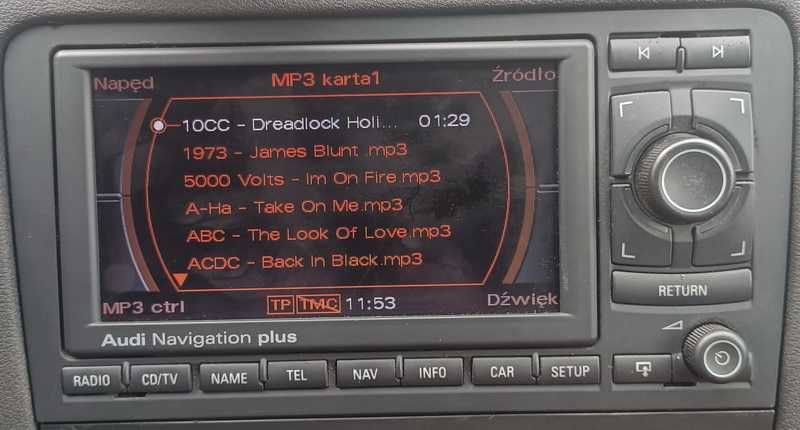 Napęd MP3 karta1 Źródło
10CC - Dreadlock Holi... 01:29
1973 - James Blunt .mp3
5000 Volts - Im On Fire.mp3
A-Ha - Take On Me.mp3
ABC - The Look Of Love.mp3
ACDC - Back In Black.mp3
MP3 ctrl TP TMC 11:53 Dźwięk
Audi Navigation plus
RETURN
RADIO CD/TV NAME TEL NAV INFO CAR SETUP